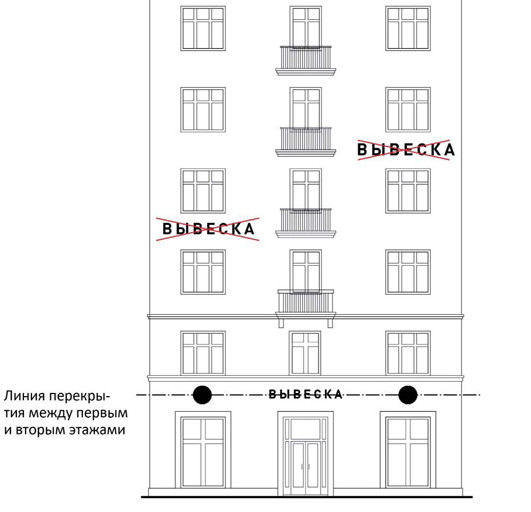 ВЫВЕСКА
ВЫВЕСКА
Линия перекры-
тия между первым
и вторым этажами
ВЫВЕСКА